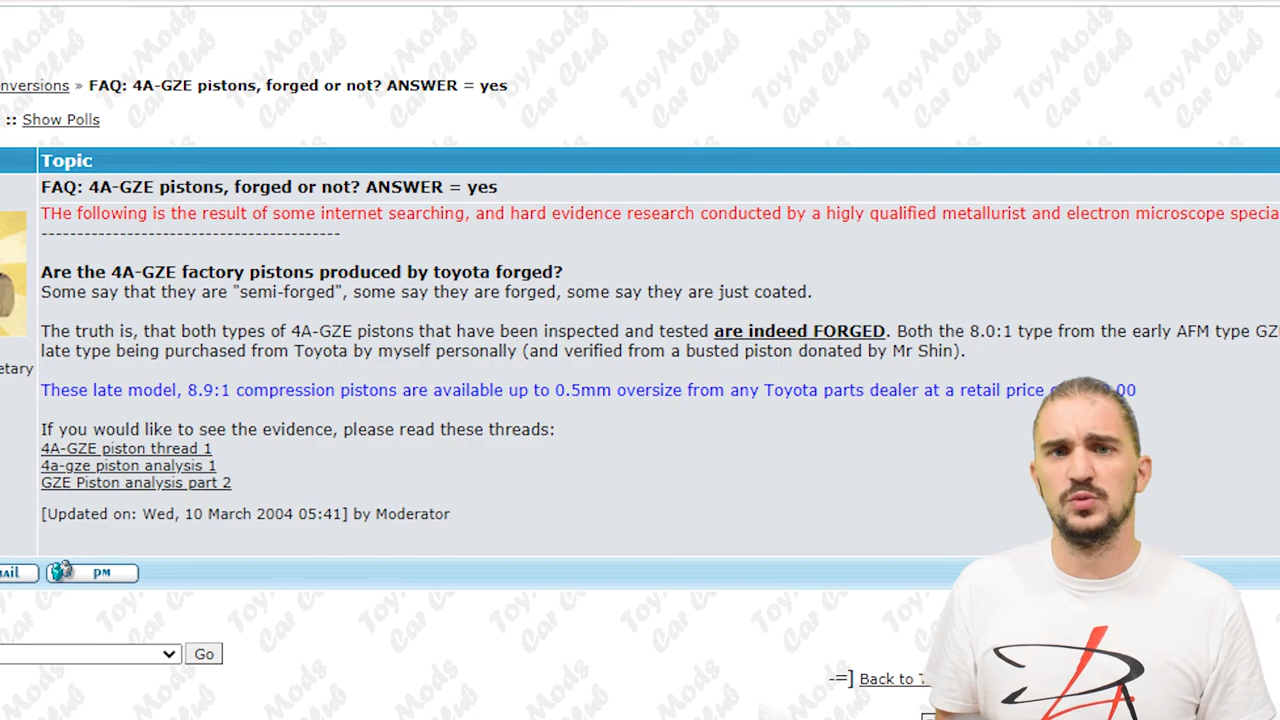 nversions » FAQ: 4A-GZE pistons, forged or not? ANSWER = yes
:: Show Polls
Topic
FAQ: 4A-GZE pistons, forged or not? ANSWER = yes
THe following is the result of some internet searching, and hard evidence research conducted by a higly qualified metallurist and electron microscope specia
----------------------------------------
Are the 4A-GZE factory pistons produced by toyota forged?
Some say that they are "semi-forged", some say they are forged, some say they are just coated.
The truth is, that both types of 4A-GZE pistons that have been inspected and tested are indeed FORGED. Both the 8.0:1 type from the early AFM type GZE
late type being purchased from Toyota by myself personally (and verified from a busted piston donated by Mr Shin).
These late model, 8.9:1 compression pistons are available up to 0.5mm oversize from any Toyota parts dealer at a retail price 00
If you would like to see the evidence, please read these threads:
4A-GZE piston thread 1
4a-gze piston analysis 1
GZE Piston analysis part 2
etary
[Updated on: Wed, 10 March 2004 05:41] by Moderator
AIL PM
Go
-=] Back to
ToyMods Car Club